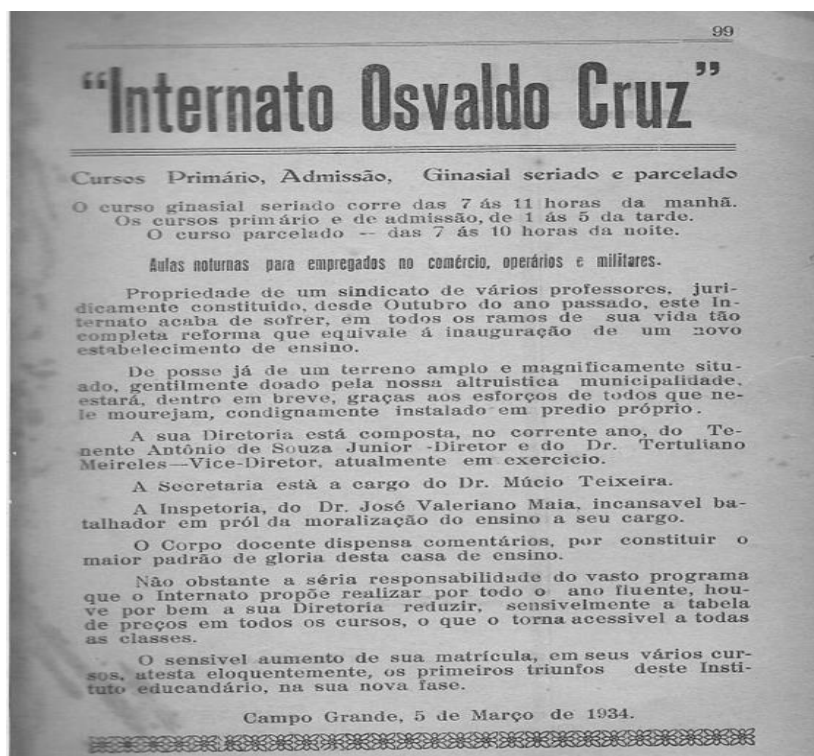 99
“Internato Osvaldo Cruz”
Cursos Primário, Admissão, Ginasial seriado e parcelado
O curso ginasial seriado corre das 7 ás 11 horas da manhã.
Os cursos primário e de admissão, de 1 ás 5 da tarde.
O curso parcelado — das 7 ás 10 horas da noite.
Aulas noturnas para empregados no comércio, operários e militares.
Propriedade de um sindicato de vários professores, juri-
dicamente constituido, desde Outubro do ano passado, este In-
ternato acaba de sofrer, em todos os ramos de sua vida tão
completa reforma que equivale á inauguração de um novo
estabelecimento de ensino.
De posse já de um terreno amplo e magnificamente situ-
ado, gentilmente doado pela nossa altruistica municipalidade,
estará, dentro em breve, graças aos esforços de todos que ne-
le mourejam, condignamente instalado em predio próprio.
A sua Diretoria está composta, no corrente ano, do Te-
nente Antônio de Souza Junior -Diretor e do Dr. Tertuliano
Meireles—Vice-Diretor, atualmente em exercicio.
A Secretaria està a cargo do Dr. Múcio Teixeira.
A Inspetoria, do Dr. José Valeriano Maia, incansavel ba-
talhador em pról da moralização do ensino a seu cargo.
O Corpo docente dispensa comentários, por constituir o
maior padrão de gloria desta casa de ensino.
Não obstante a séria responsabilidade do vasto programa
que o Internato propõe realizar por todo o ano fluente, hou-
ve por bem a sua Diretoria reduzir, sensivelmente a tabela
de preços em todos os cursos, o que o torna acessivel a todas
as classes.
O sensivel aumento de sua matrícula, em seus vários cur-
sos, atesta eloquentemente, os primeiros triunfos deste Insti-
tuto educandário, na sua nova fase.
Campo Grande, 5 de Março de 1934.